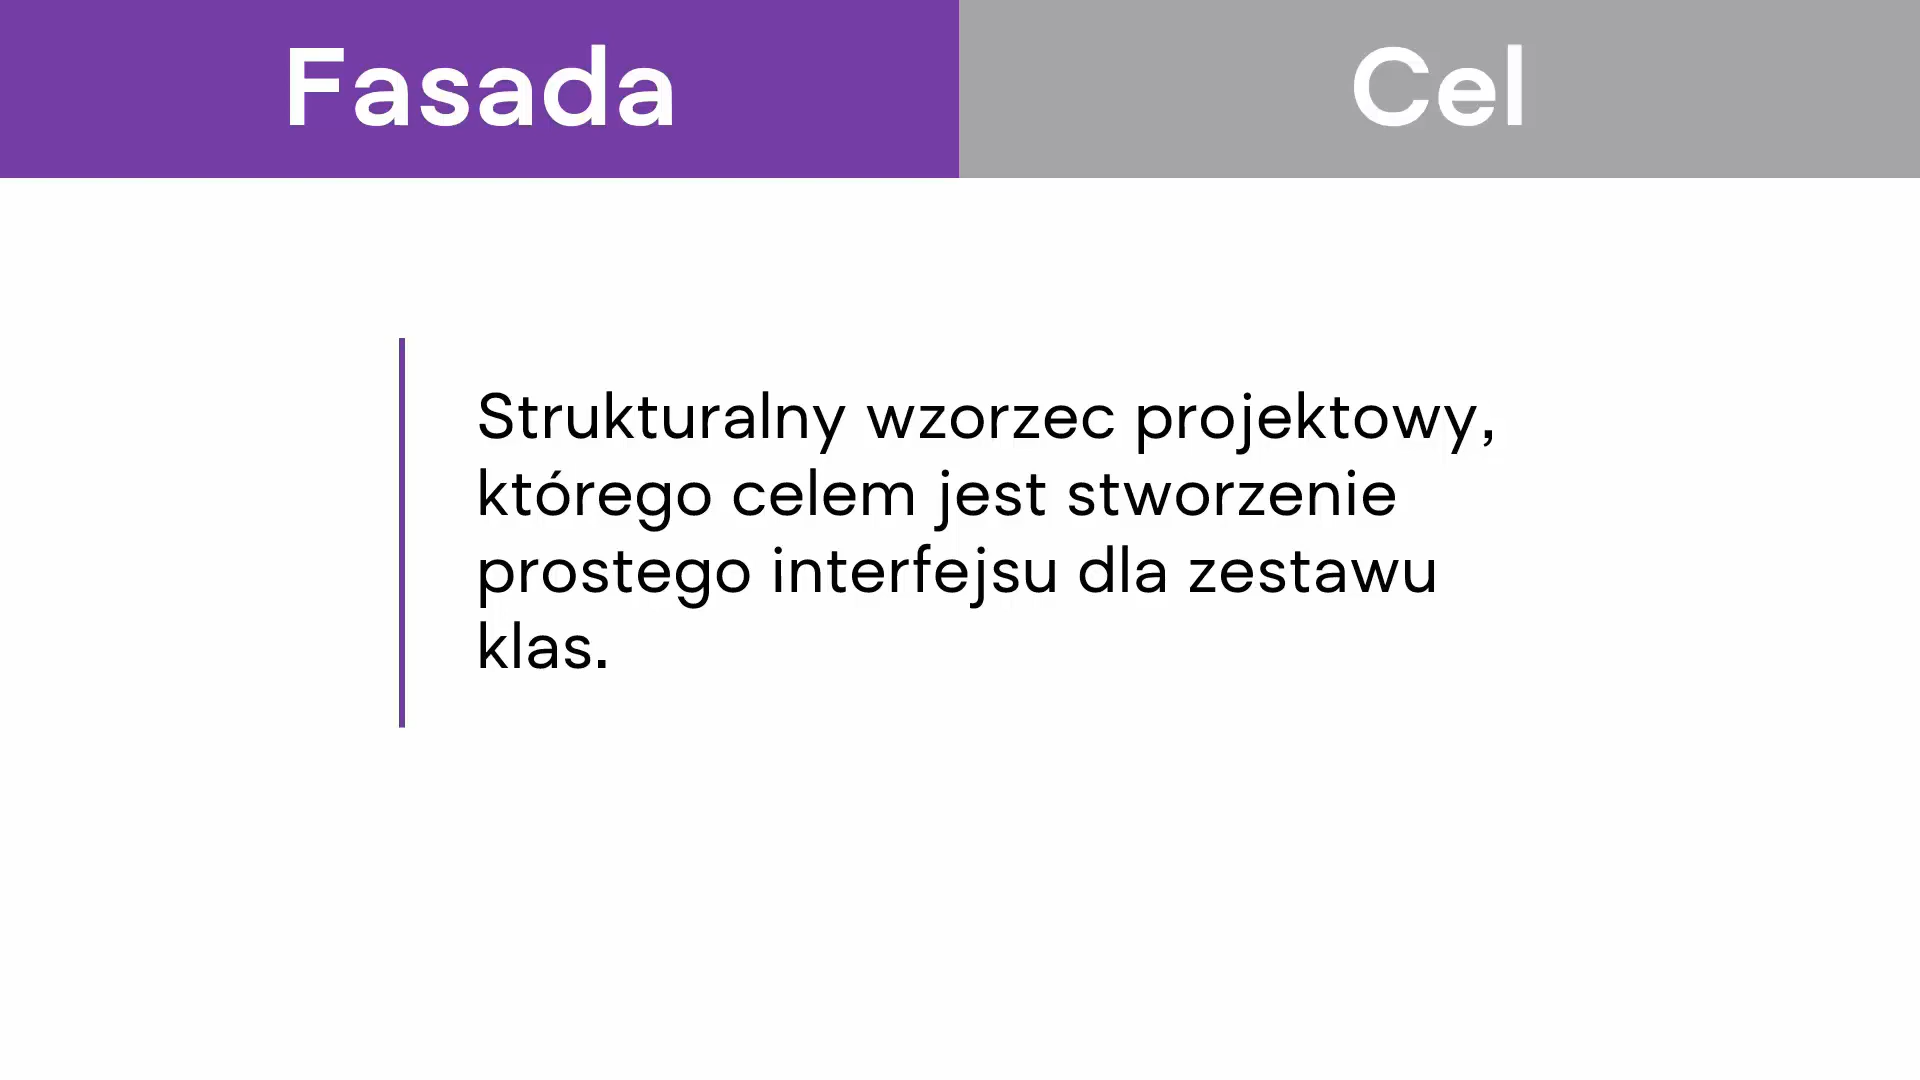 Fasada
Cel
Strukturalny wzorzec projektowy,
którego celem jest stworzenie
prostego interfejsu dla zestawu
klas.